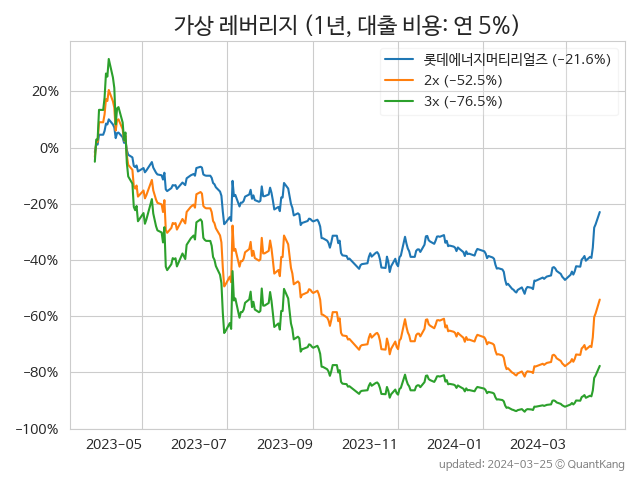 가상 레버리지 (1년, 대출 비용: 연 5%)
롯데에너지머티리얼즈 (−21.6%)
2x (−52.5%)
3x (−76.5%)
20%
0%
−20%
−40%
−60%
−80%
−100%
2023-05 2023-07 2023-09 2023-11 2024-01 2024-03
updated: 2024-03-25 © QuantKang